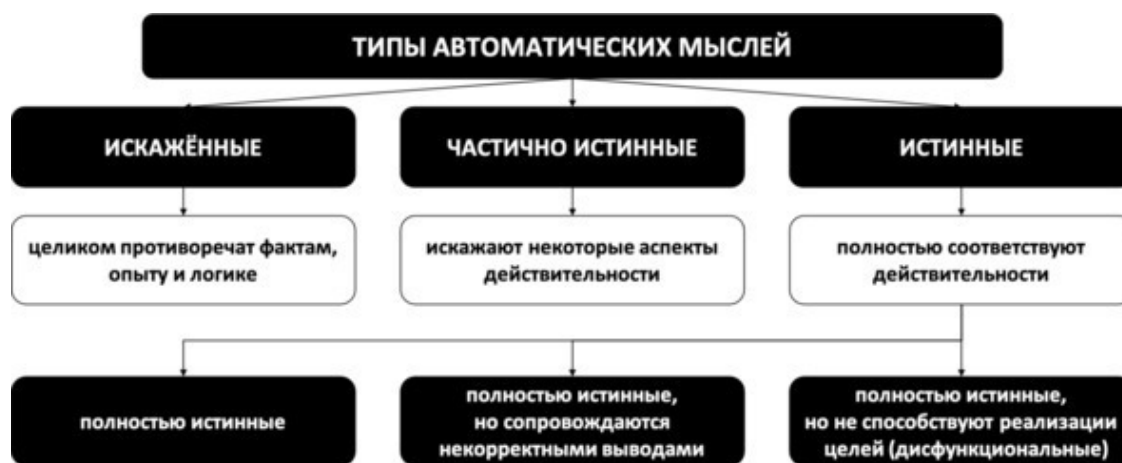 ТИПЫ АВТОМАТИЧЕСКИХ МЫСЛЕЙ
ИСКАЖЁННЫЕ
ЧАСТИЧНО ИСТИННЫЕ
ИСТИННЫЕ
целиком противоречат фактам,
опыту и логике
искажают некоторые аспекты
действительности
полностью соответствуют
действительности
полностью истинные
полностью истинные,
но сопровождаются
некорректными выводами
полностью истинные,
но не способствуют реализации
целей (дисфункциональные)